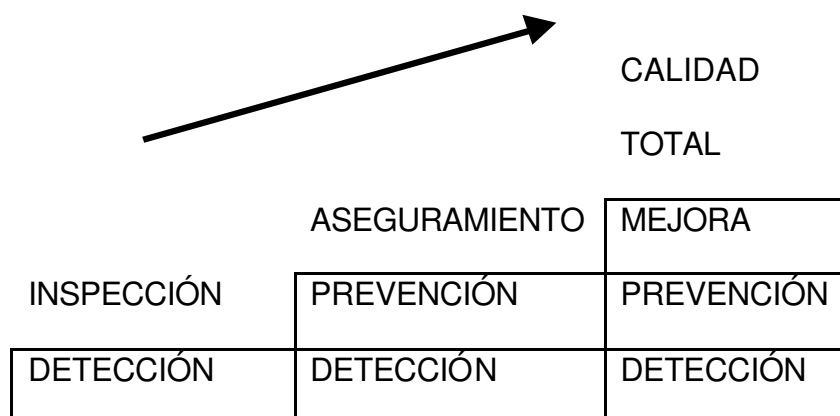 CALIDAD
TOTAL
ASEGURAMIENTO MEJORA
INSPECCIÓN PREVENCIÓN PREVENCIÓN
DETECCIÓN DETECCIÓN DETECCIÓN